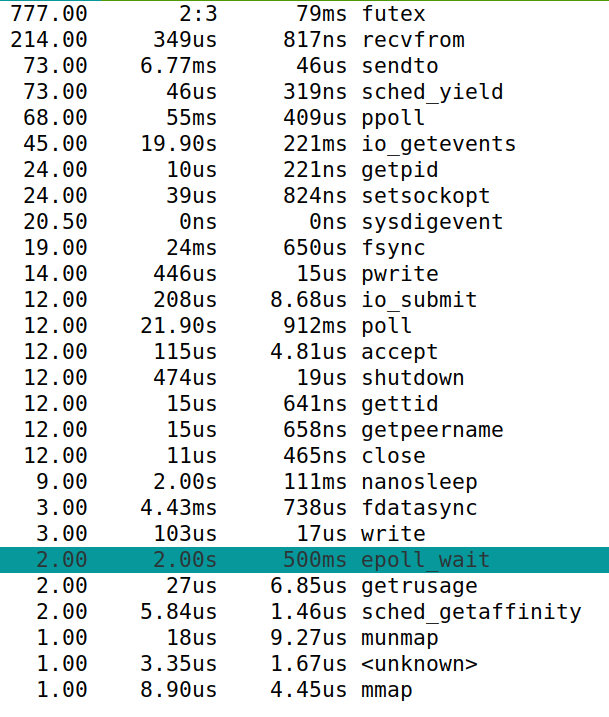 777.00 2:3 79ms futex
214.00 349us 817ns recvfrom
73.00 6.77ms 46us sendto
73.00 46us 319ns sched_yield
68.00 55ms 409us ppoll
45.00 19.90s 221ms io_getevents
24.00 10us 221ns getpid
24.00 39us 824ns setsockopt
20.50 0ns 0ns sysdigevent
19.00 24ms 650us fsync
14.00 446us 15us pwrite
12.00 208us 8.68us io_submit
12.00 21.90s 912ms poll
12.00 115us 4.81us accept
12.00 474us 19us shutdown
12.00 15us 641ns gettid
12.00 15us 658ns getpeername
12.00 11us 465ns close
9.00 2.00s 111ms nanosleep
3.00 4.43ms 738us fdatasync
3.00 103us 17us write
2.00 2.00s 500ms epoll_wait
2.00 27us 6.85us getrusage
2.00 5.84us 1.46us sched_getaffinity
1.00 18us 9.27us munmap
1.00 3.35us 1.67us <unknown>
1.00 8.90us 4.45us mmap